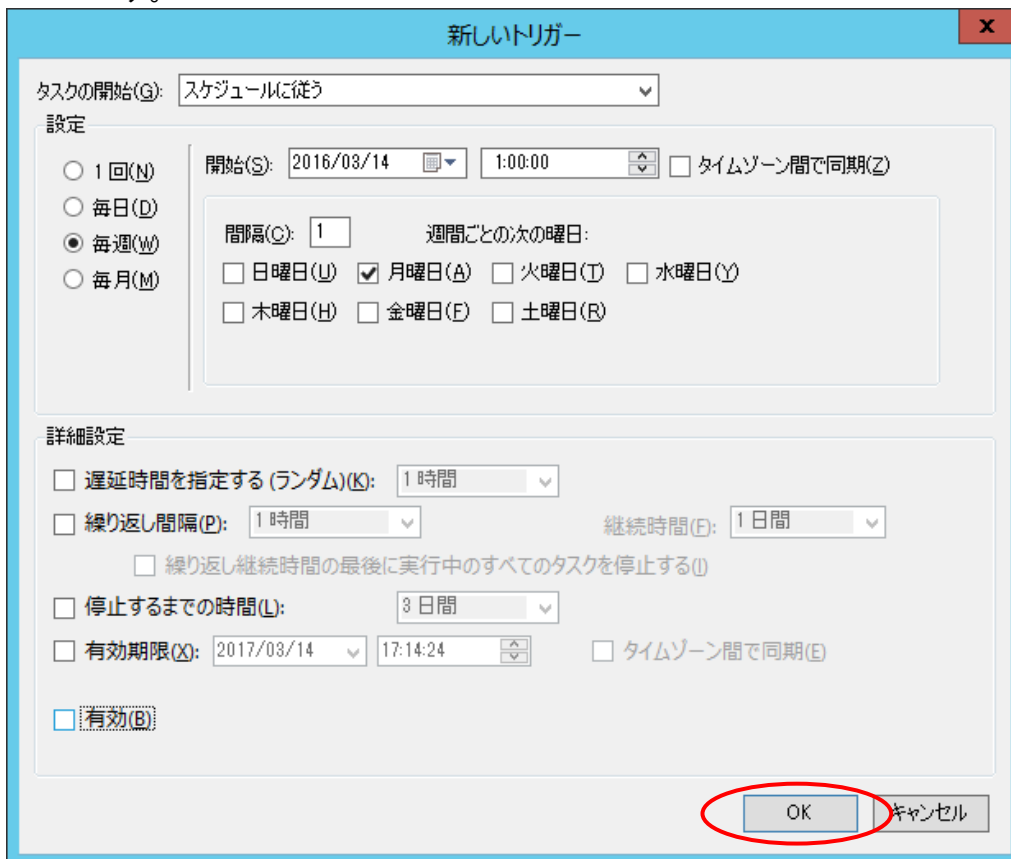 す。
新しいトリガー
x
タスクの開始(G): スケジュールに従う
設定
1 回(N)
毎日(D)
毎週(W)
毎月(M)
開始(S): 2016/03/14 1:00:00 タイムゾーン間で同期(Z)
間隔(C): 1 週間ごとの次の曜日:
日曜日(U) 月曜日(A) 火曜日(T) 水曜日(Y)
木曜日(H) 金曜日(F) 土曜日(R)
詳細設定
遅延時間を指定する (ランダム)(K): 1 時間
繰り返し間隔(P): 1 時間 継続時間(F): 1 日間
繰り返し継続時間の最後に実行中のすべてのタスクを停止する(I)
停止するまでの時間(L): 3 日間
有効期限(X): 2017/03/14 17:14:24 タイムゾーン間で同期(E)
有効(B)
OK キャンセル